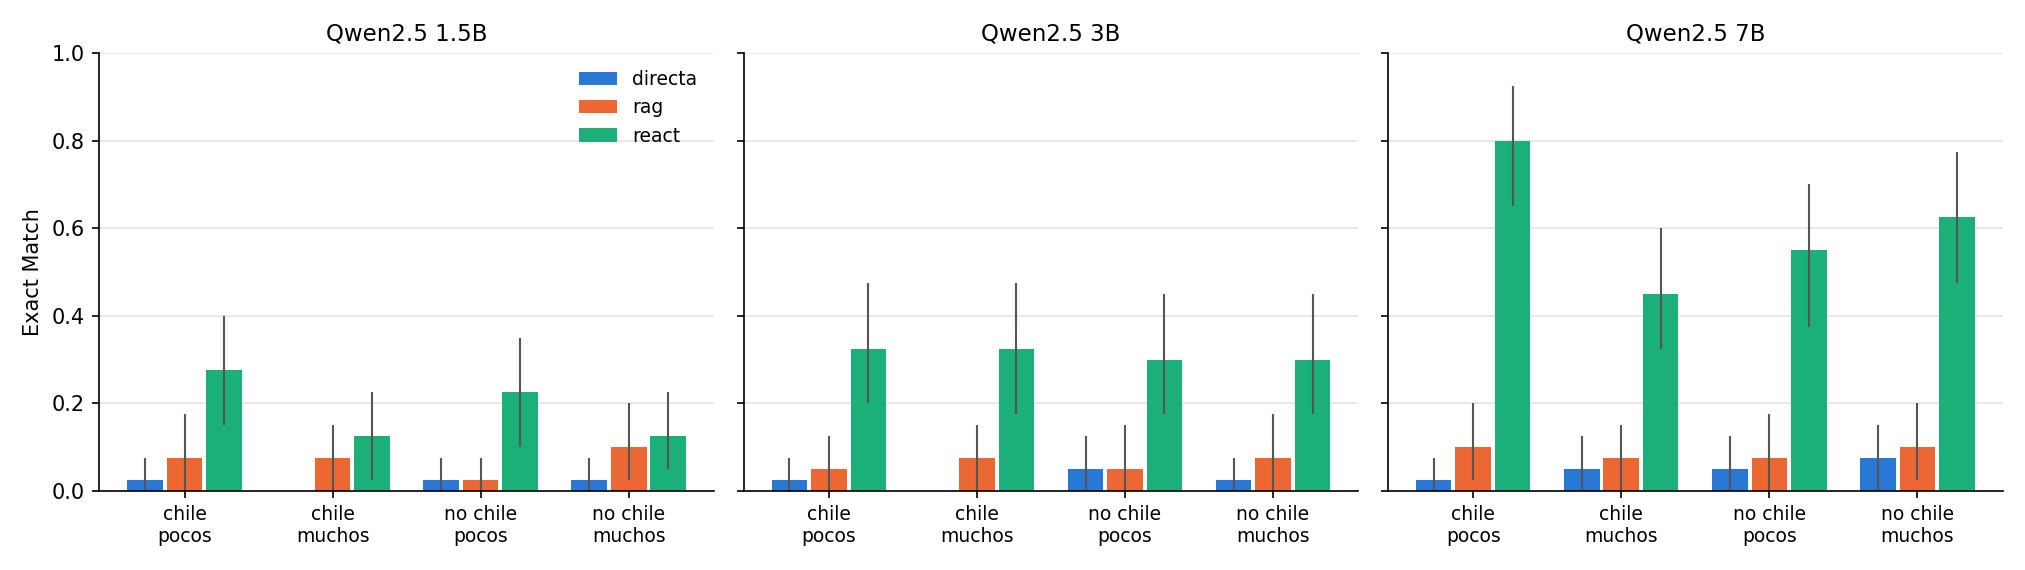 Qwen2.5 1.5B
Qwen2.5 3B
Qwen2.5 7B
Exact Match
1.0
0.8
0.6
0.4
0.2
0.0
directa
rag
react
chile
pocos
chile
muchos
no chile
pocos
no chile
muchos
chile
pocos
chile
muchos
no chile
pocos
no chile
muchos
chile
pocos
chile
muchos
no chile
pocos
no chile
muchos